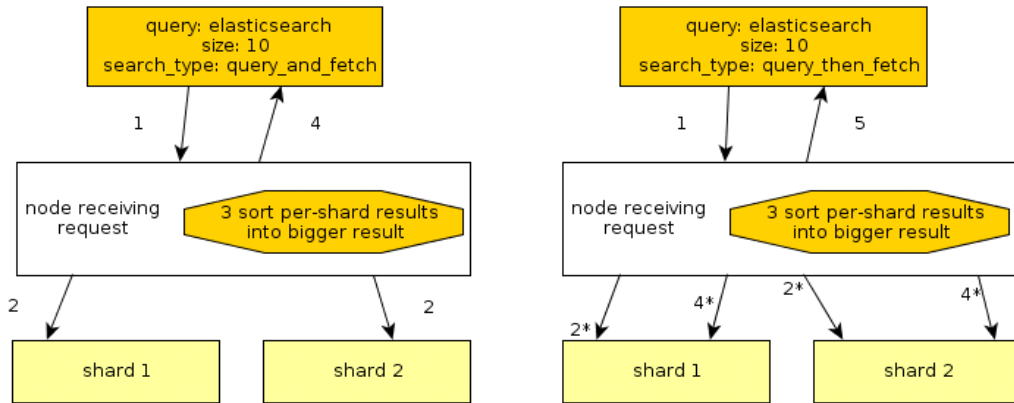 query: elasticsearch
size: 10
search_type: query_and_fetch
1
4
node receiving
request
3 sort per-shard results
into bigger result
2
2
shard 1
shard 2
query: elasticsearch
size: 10
search_type: query_then_fetch
1
5
node receiving
request
3 sort per-shard results
into bigger result
2*
4*
2*
4*
shard 1
shard 2